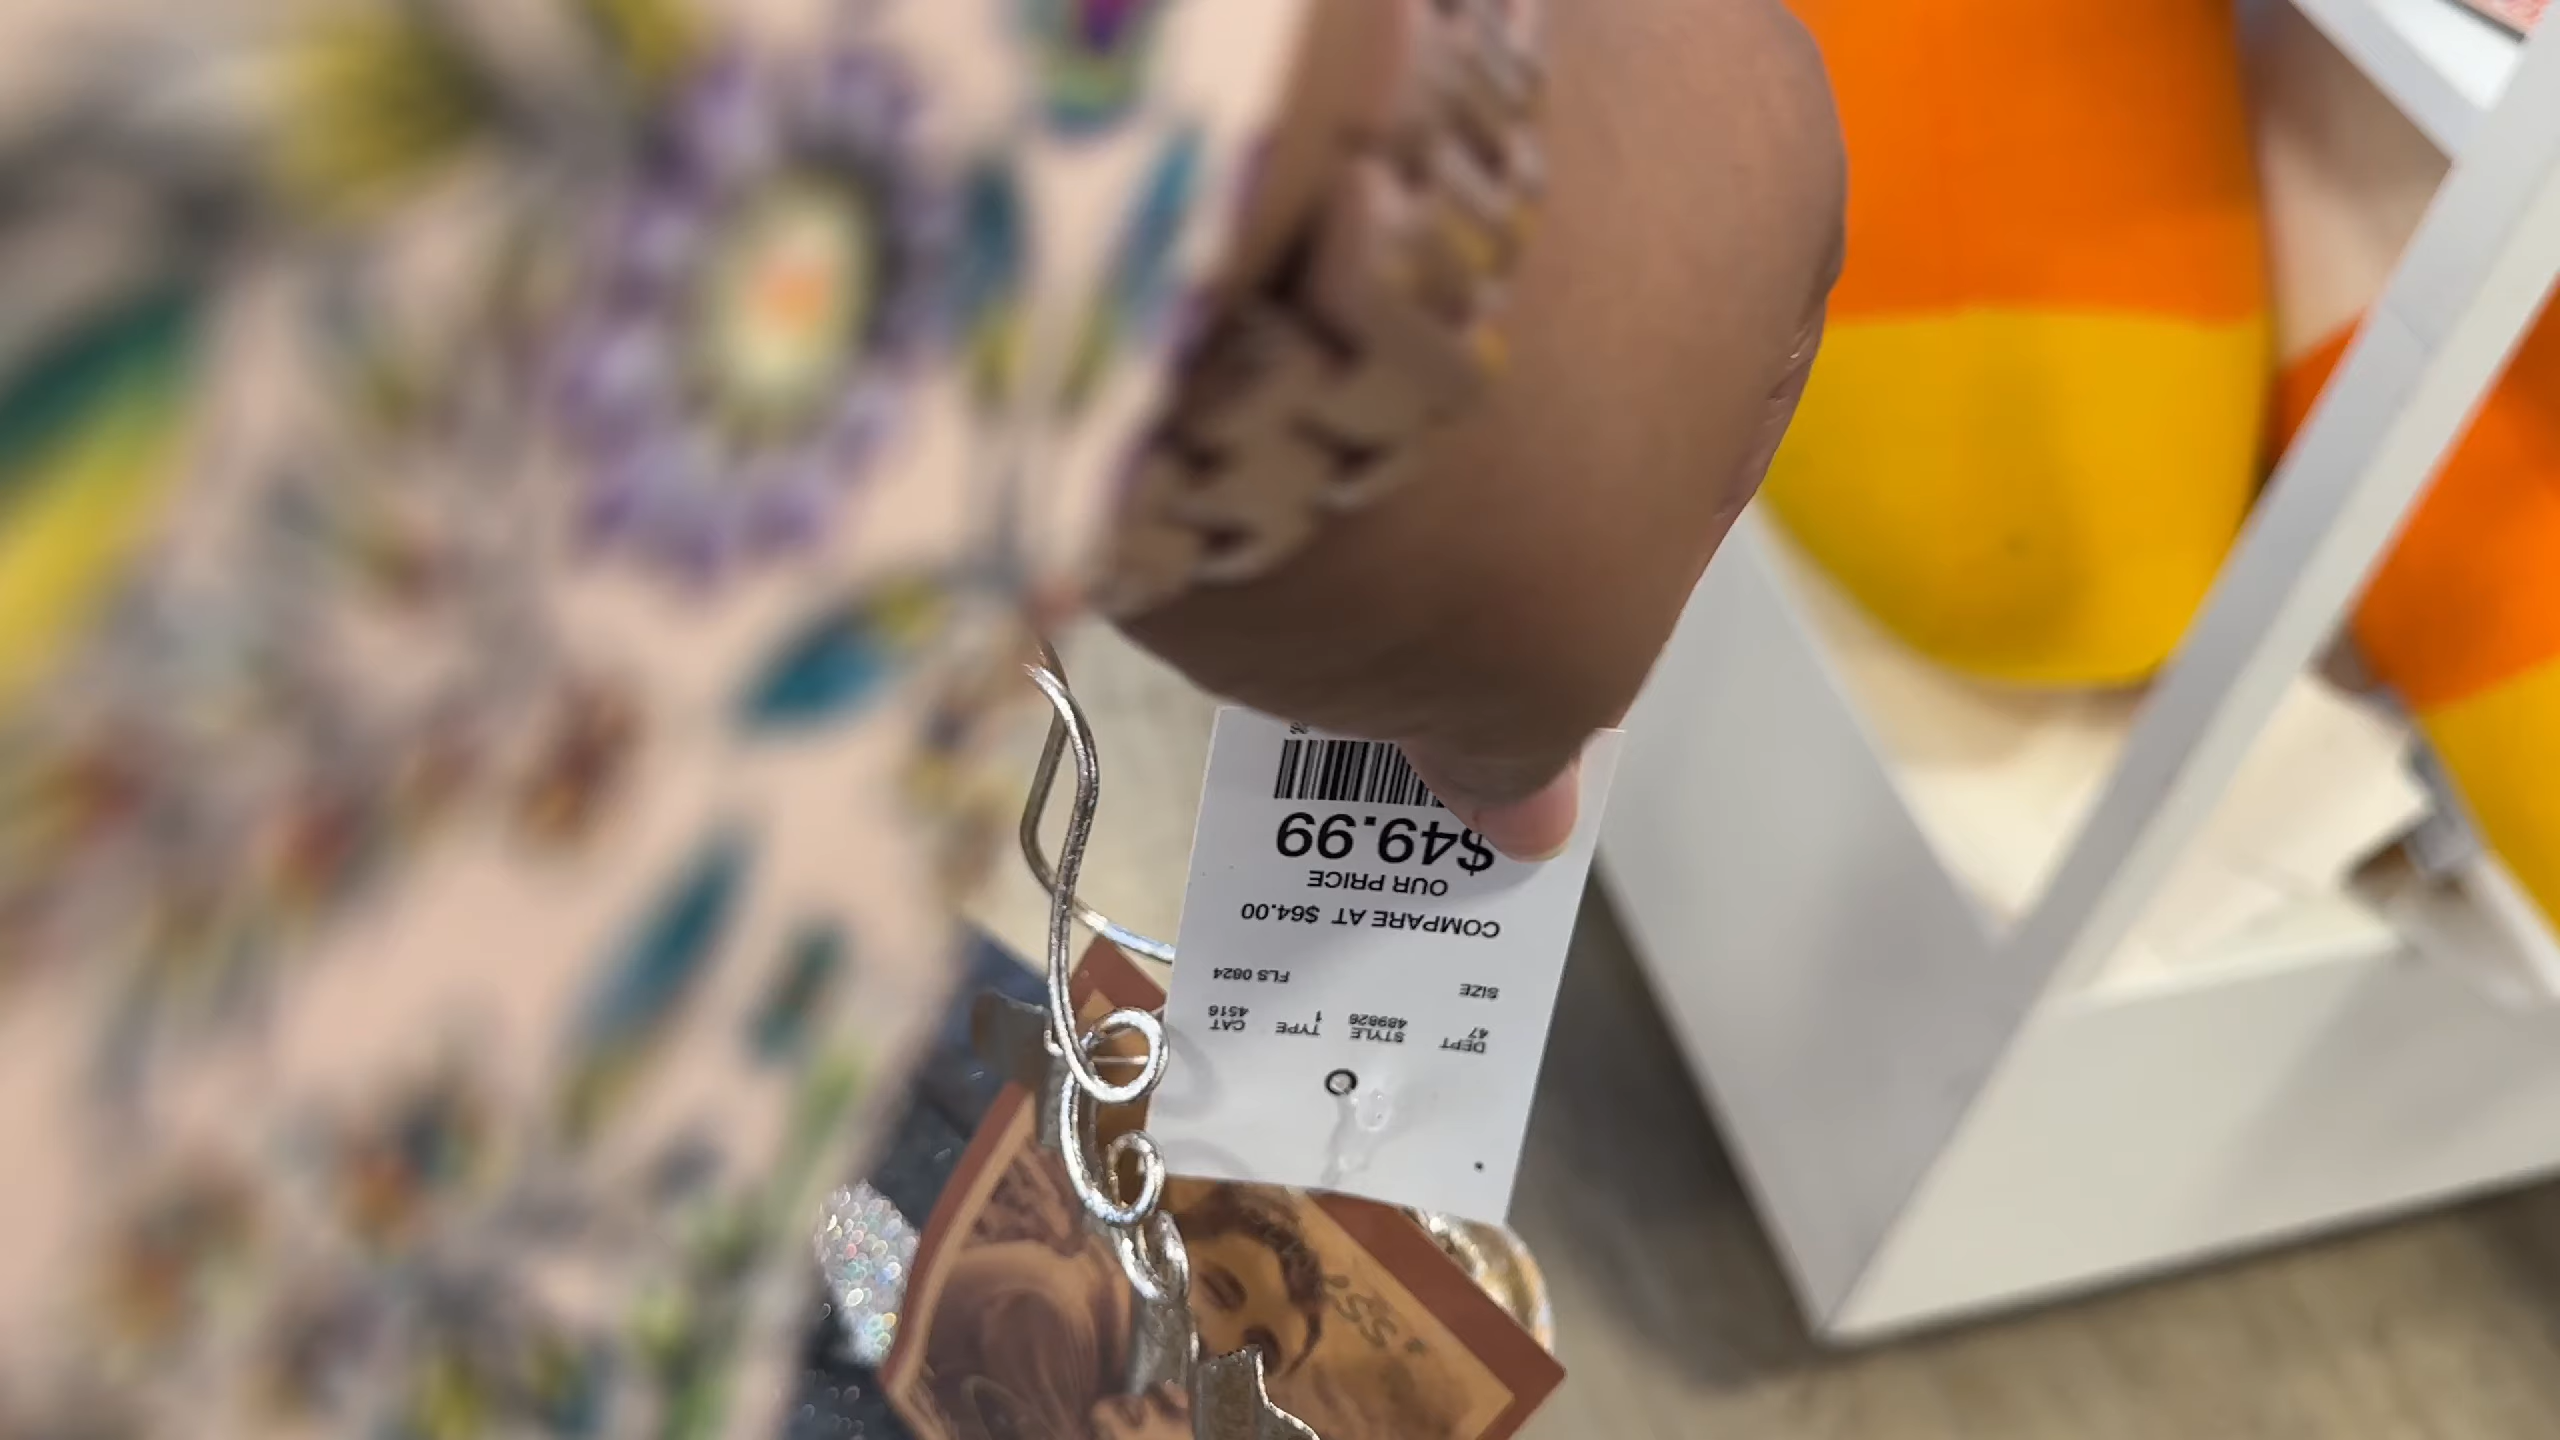 DEPT STYLE TYPE CAT
47 489826 1 4516
SIZE FLS 0824
COMPARE AT $64.00
OUR PRICE
$49.99